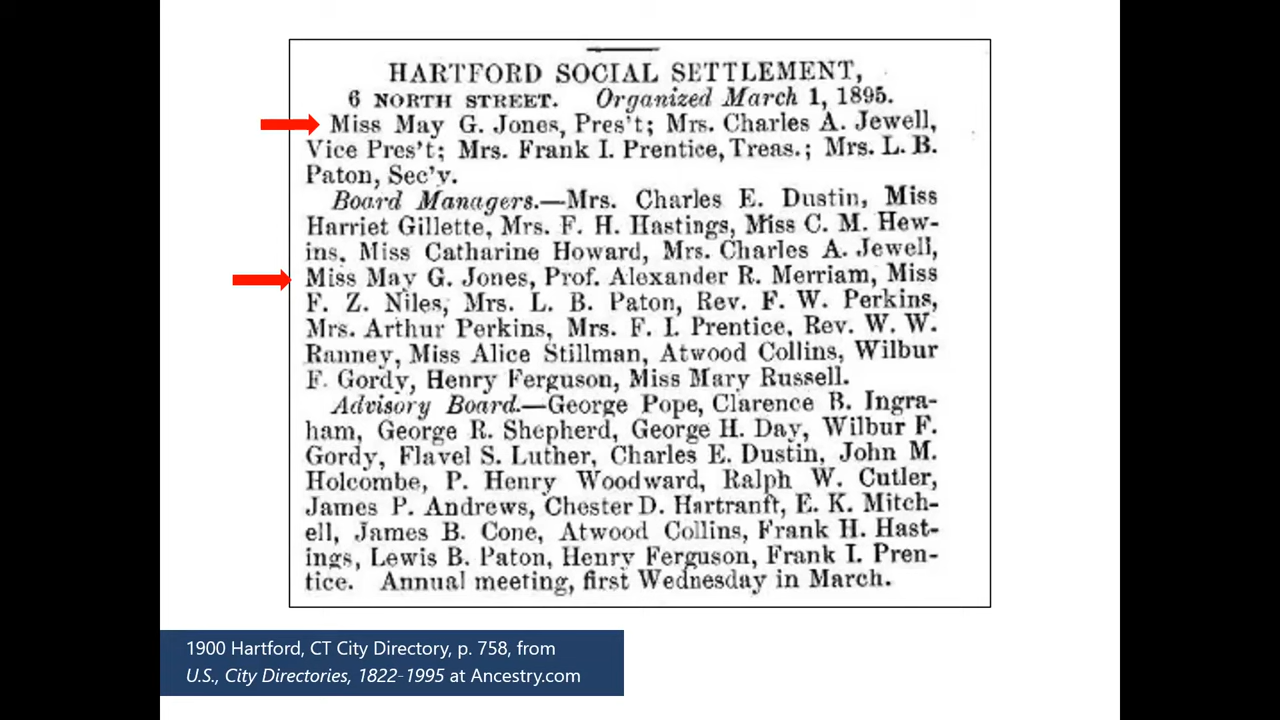 HARTFORD SOCIAL SETTLEMENT,
6 NORTH STREET. Organized March 1, 1895.
Miss May G. Jones, Pres't; Mrs. Charles A. Jewell,
Vice Pres't; Mrs. Frank I. Prentice, Treas.; Mrs. L. B.
Paton, Sec'y.
Board Managers.—Mrs. Charles E. Dustin, Miss
Harriet Gillette, Mrs. F. H. Hastings, Miss C. M. Hew-
ins, Miss Catharine Howard, Mrs. Charles A. Jewell,
Miss May G. Jones, Prof. Alexander R. Merriam, Miss
F. Z. Niles, Mrs. L. B. Paton, Rev. F. W. Perkins,
Mrs. Arthur Perkins, Mrs. F. I. Prentice, Rev. W. W.
Ranney, Miss Alice Stillman, Atwood Collins, Wilbur
F. Gordy, Henry Ferguson, Miss Mary Russell.
Advisory Board.—George Pope, Clarence B. Ingra-
ham, George R. Shepherd, George H. Day, Wilbur F.
Gordy, Flavel S. Luther, Charles E. Dustin, John M.
Holcombe, P. Henry Woodward, Ralph W. Cutler,
James P. Andrews, Chester D. Hartranft, E. K. Mitch-
ell, James B. Cone, Atwood Collins, Frank H. Hast-
ings, Lewis B. Paton, Henry Ferguson, Frank I. Pren-
tice. Annual meeting, first Wednesday in March.
1900 Hartford, CT City Directory, p. 758, from
U.S., City Directories, 1822-1995 at Ancestry.com